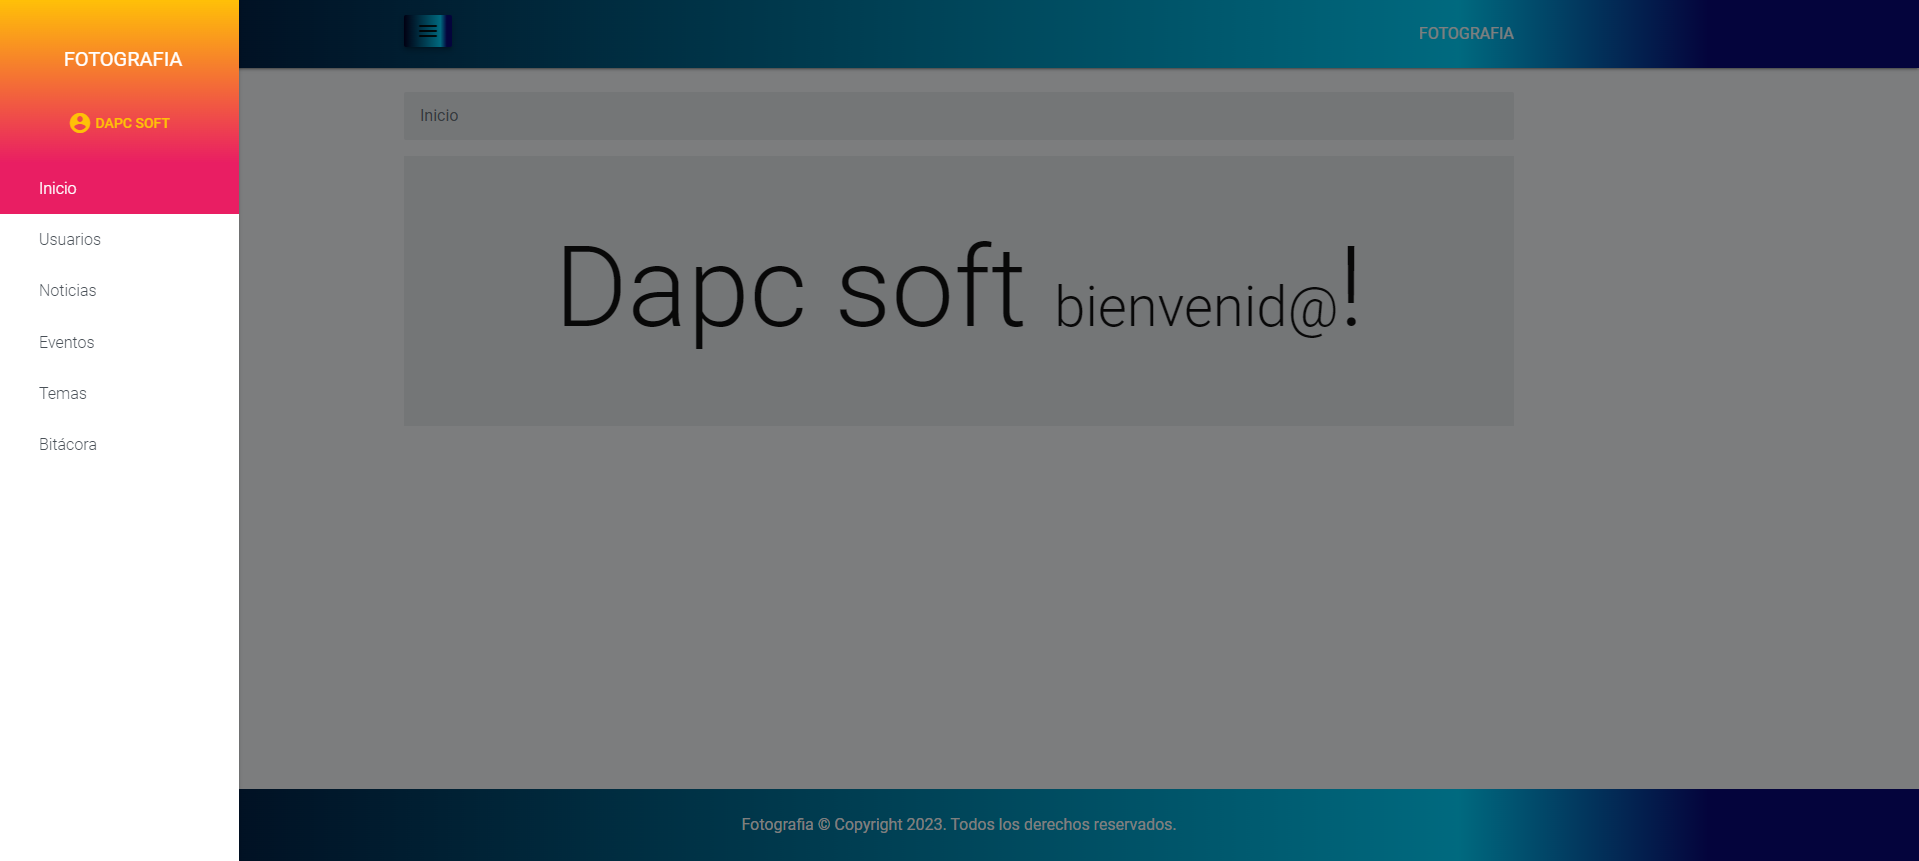 FOTOGRAFIA
DAPC SOFT
Inicio
Usuarios
Noticias
Eventos
Temas
Bitácora
FOTOGRAFIA
Inicio
Dapc soft bienvenid@!
Fotografia © Copyright 2023. Todos los derechos reservados.